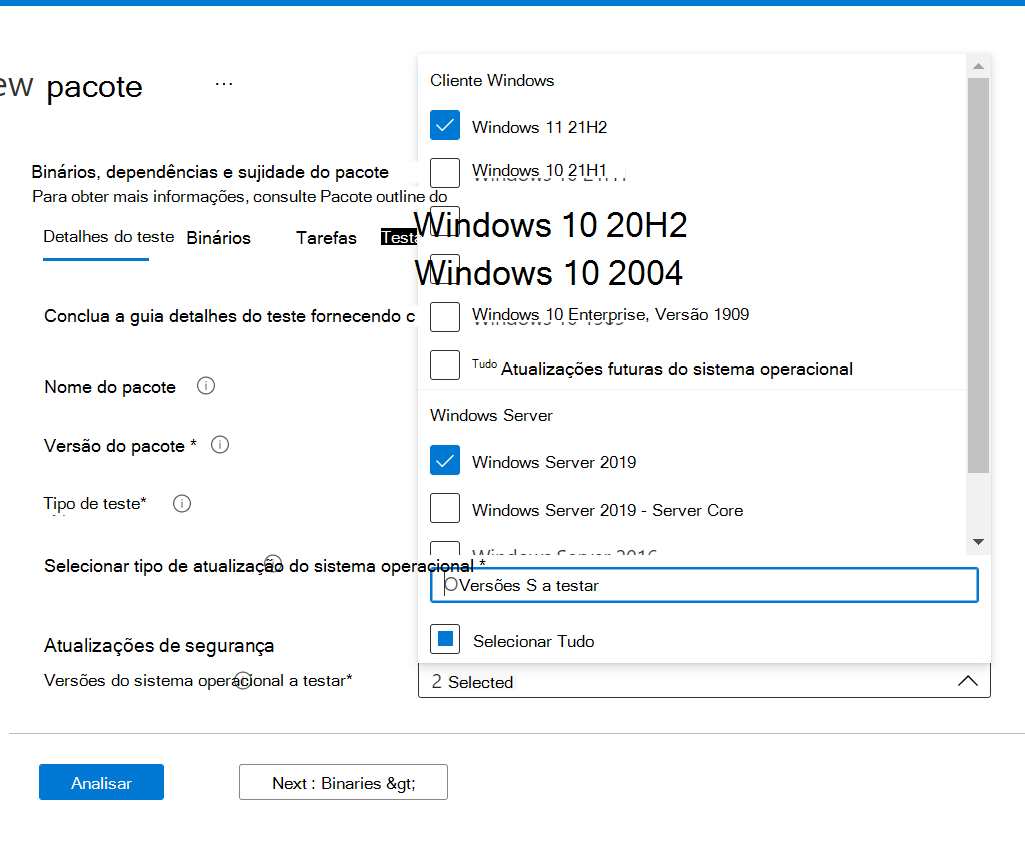 ew pacote
...
Binários, dependências e sujidade do pacote
Para obter mais informações, consulte Pacote outline do
Detalhes do teste Binários Tarefas Testa
Conclua a guia detalhes do teste fornecendo c
Nome do pacote
Versão do pacote *
Tipo de teste*
Selecionar tipo de atualização do sistema operacional *
Atualizações de segurança
Versões do sistema operacional a testar*
Cliente Windows
Windows 11 21H2
Windows 10 21H1
Windows 10 20H2
Windows 10 2004
Windows 10 Enterprise, Versão 1909
Tudo Atualizações futuras do sistema operacional
Windows Server
Windows Server 2019
Windows Server 2019 - Server Core
Windows Server 2016
OVersões S a testar
Selecionar Tudo
2 Selected
Analisar
Next : Binaries &gt;